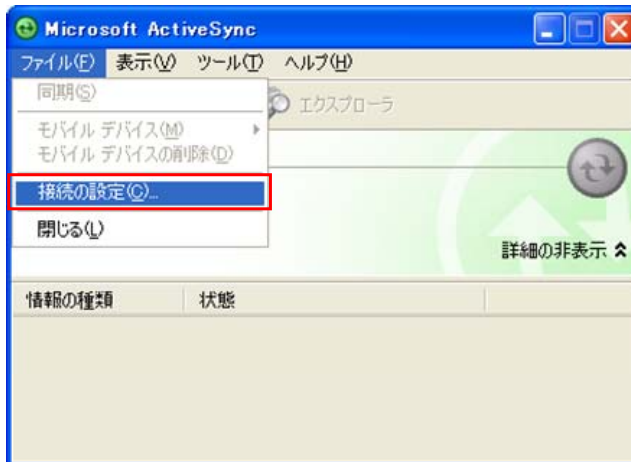 Microsoft ActiveSync
ファイル(F) 表示(V) ツール(T) ヘルプ(H)
同期(S)
エクスプローラ
モバイル デバイス(M)
モバイル デバイスの削除(D)
接続の設定(C)...
閉じる(L)
詳細の非表示
情報の種類 状態